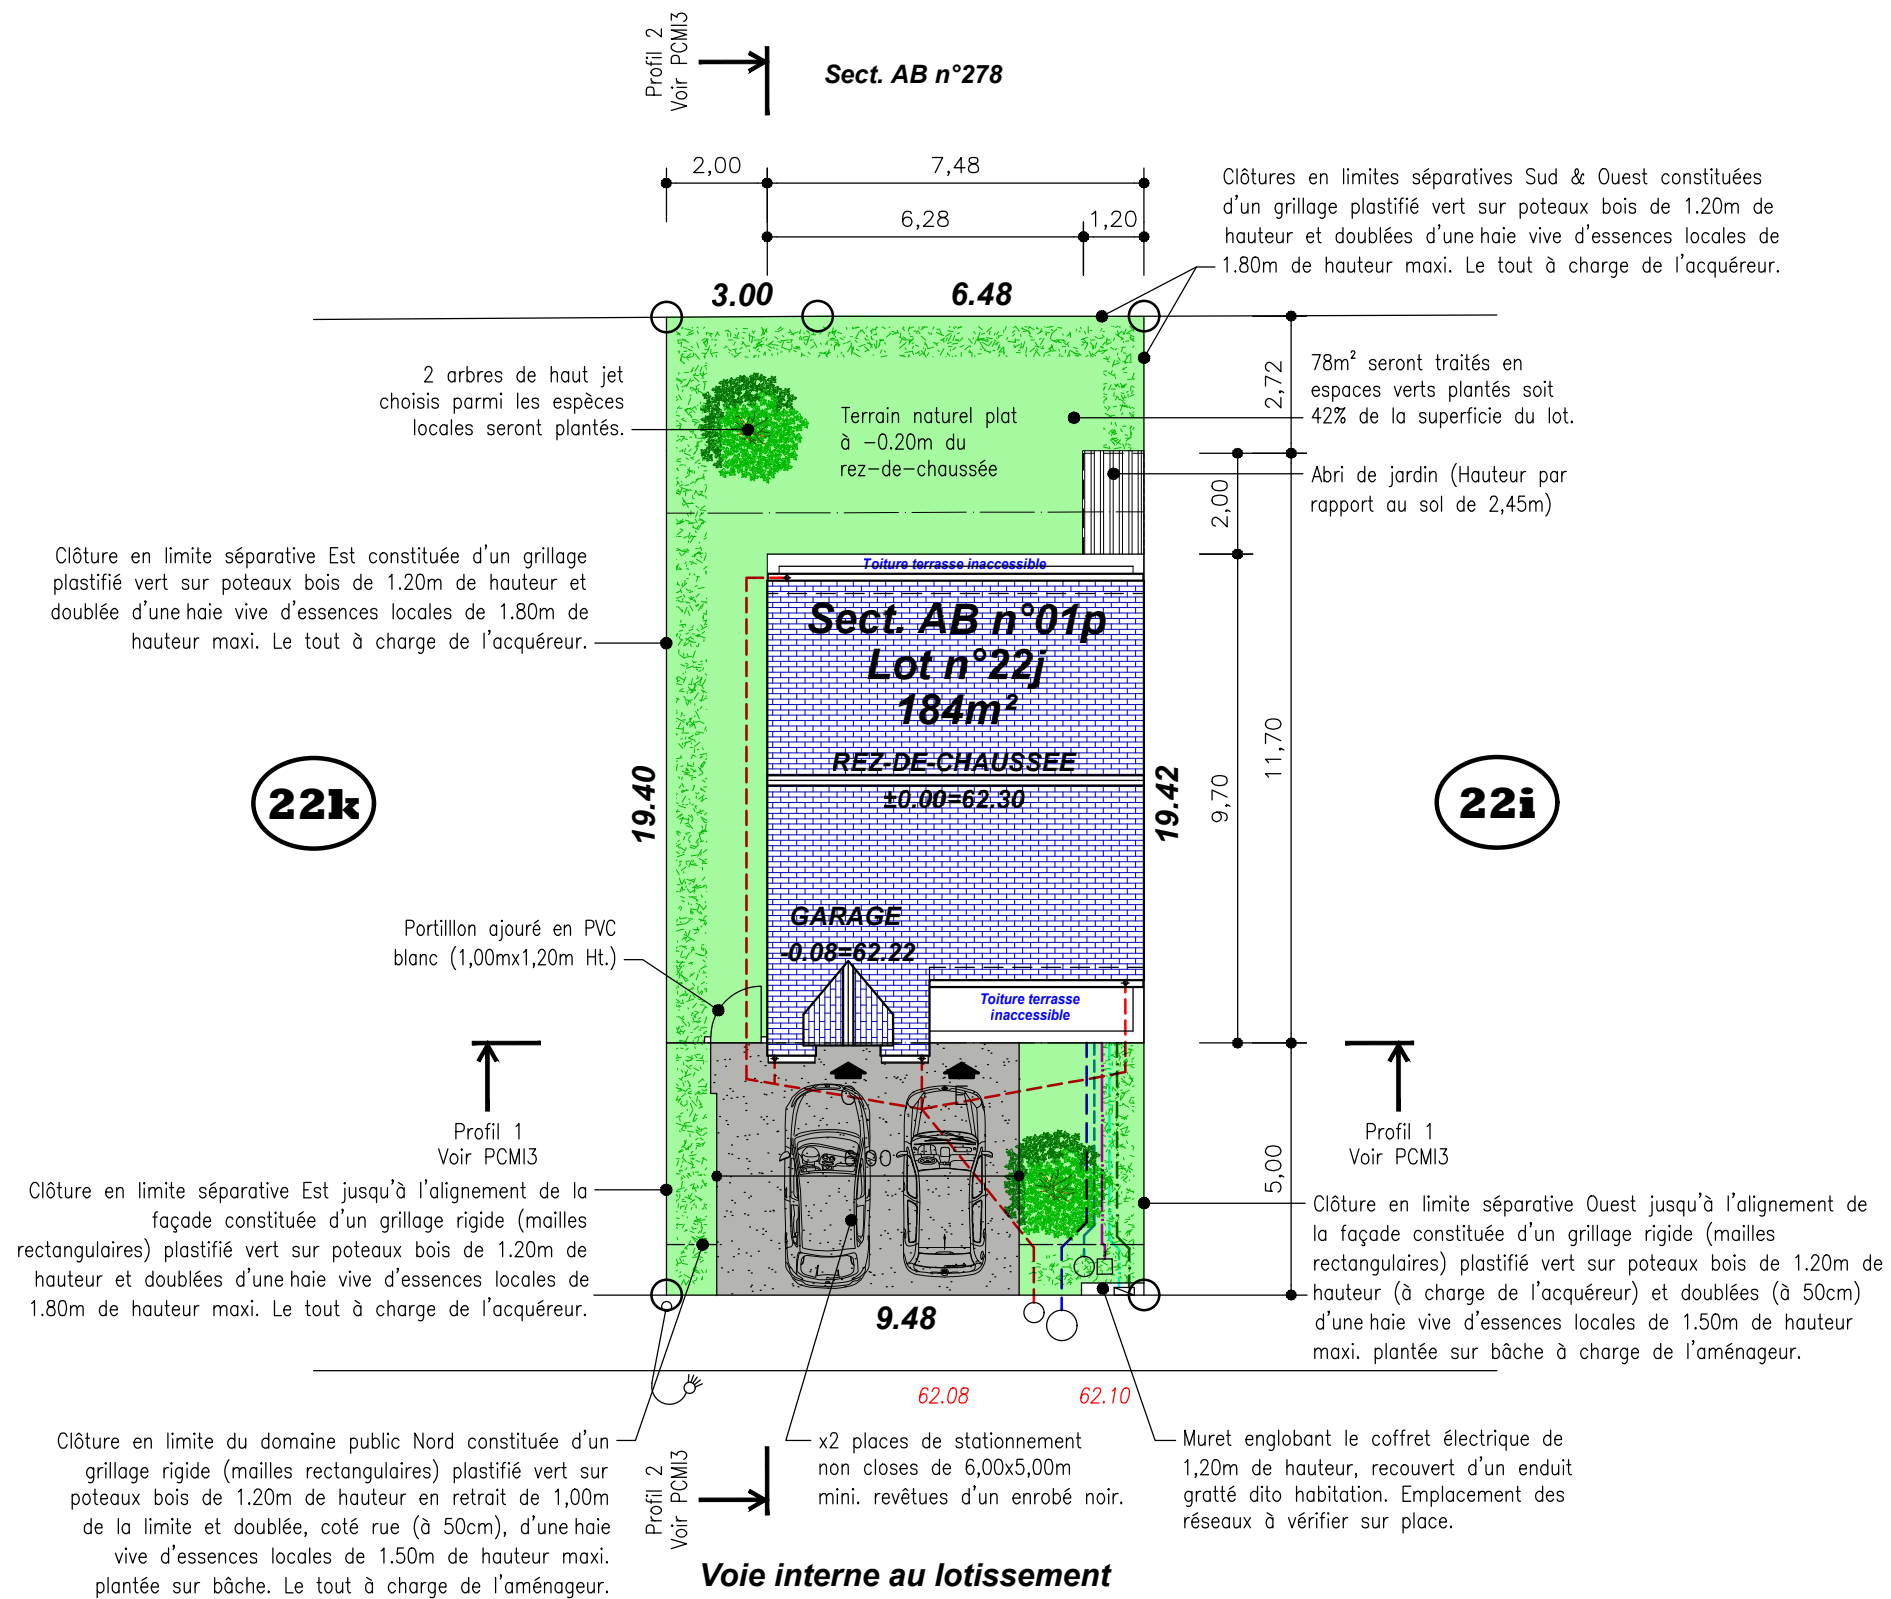 Profil 2
Voir PCMI3
Sect. AB n°278
2,00
7,48
6,28
1,20
Clôtures en limites séparatives Sud & Ouest constituées
d'un grillage plastifié vert sur poteaux bois de 1.20m de
hauteur et doublées d'une haie vive d'essences locales de
1.80m de hauteur maxi. Le tout à charge de l'acquéreur.
3.00
6.48
2 arbres de haut jet
choisis parmi les espèces
locales seront plantés.
Terrain naturel plat
à -0.20m du
rez-de-chaussée
2,72
78m² seront traités en
espaces verts plantés soit
42% de la superficie du lot.
Abri de jardin (Hauteur par
rapport au sol de 2,45m)
2,00
Clôture en limite séparative Est constituée d'un grillage
plastifié vert sur poteaux bois de 1.20m de hauteur et
doublée d'une haie vive d'essences locales de 1.80m de
hauteur maxi. Le tout à charge de l'acquéreur.
Toiture terrasse inaccessible
Sect. AB n°01p
Lot n°22j
184m²
REZ-DE-CHAUSSEE
±0.00=62.30
22k
19.40
19.42
9,70
11,70
22i
GARAGE
-0.08=62.22
Portilllon ajouré en PVC
blanc (1,00mx1,20m Ht.)
Toiture terrasse
inaccessible
Profil 1
Voir PCMI3
Profil 1
Voir PCMI3
5,00
Clôture en limite séparative Est jusqu'à l'alignement de la
façade constituée d'un grillage rigide (mailles
rectangulaires) plastifié vert sur poteaux bois de 1.20m de
hauteur et doublées d'une haie vive d'essences locales de
1.80m de hauteur maxi. Le tout à charge de l'acquéreur.
C
E
Clôture en limite séparative Ouest jusqu'à l'alignement de
la façade constituée d'un grillage rigide (mailles
rectangulaires) plastifié vert sur poteaux bois de 1.20m de
hauteur (à charge de l'acquéreur) et doublées (à 50cm)
d'une haie vive d'essences locales de 1.50m de hauteur
maxi. plantée sur bâche à charge de l'aménageur.
9.48
62.08
62.10
Clôture en limite du domaine public Nord constituée d'un
grillage rigide (mailles rectangulaires) plastifié vert sur
poteaux bois de 1.20m de hauteur en retrait de 1,00m
de la limite et doublée, coté rue (à 50cm), d'une haie
vive d'essences locales de 1.50m de hauteur maxi.
plantée sur bâche. Le tout à charge de l'aménageur.
Profil 2
Voir PCMI3
x2 places de stationnement
non closes de 6,00x5,00m
mini. revêtues d'un enrobé noir.
Muret englobant le coffret électrique de
1,20m de hauteur, recouvert d'un enduit
gratté dito habitation. Emplacement des
réseaux à vérifier sur place.
Voie interne au lotissement